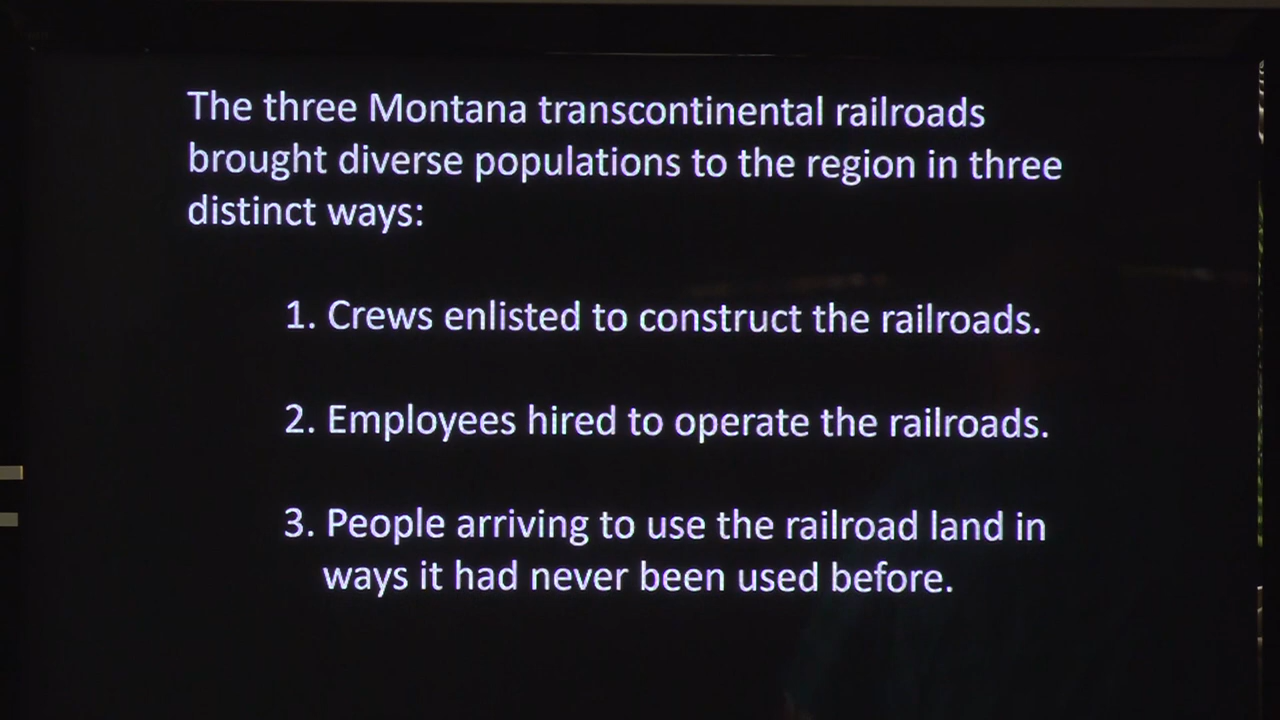 The three Montana transcontinental railroads
brought diverse populations to the region in three
distinct ways:
1. Crews enlisted to construct the railroads.
2. Employees hired to operate the railroads.
3. People arriving to use the railroad land in
ways it had never been used before.